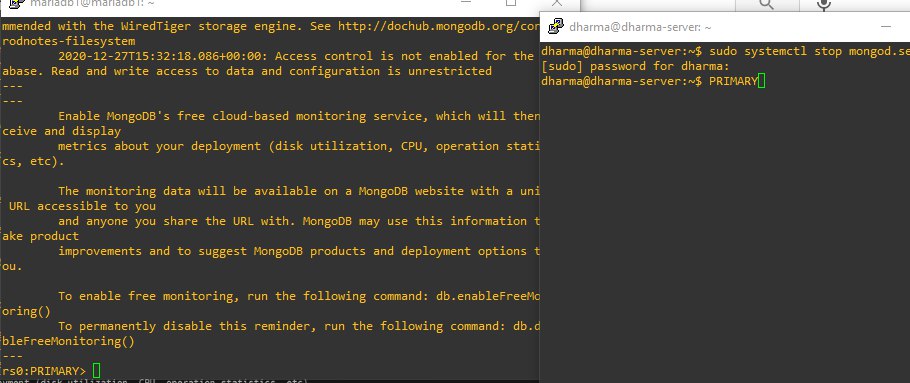 mariadb1@mariadb1: ~
mmended with the WiredTiger storage engine. See http://dochub.mongodb.org/cor
rodnotes-filesystem
2020-12-27T15:32:18.086+00:00: Access control is not enabled for the
abase. Read and write access to data and configuration is unrestricted
---
---
Enable MongoDB's free cloud-based monitoring service, which will then
ceive and display
metrics about your deployment (disk utilization, CPU, operation stati
cs, etc).
The monitoring data will be available on a MongoDB website with a uni
URL accessible to you
and anyone you share the URL with. MongoDB may use this information t
ake product
improvements and to suggest MongoDB products and deployment options t
ou.
To enable free monitoring, run the following command: db.enableFreeMo
oring()
To permanently disable this reminder, run the following command: db.d
bleFreeMonitoring()
---
rs0:PRIMARY>
yment (disk utilization, CPU, operation statistics, etc)
dharma@dharma-server: ~
dharma@dharma-server:~$ sudo systemctl stop mongod.se
[sudo] password for dharma:
dharma@dharma-server:~$ PRIMARY